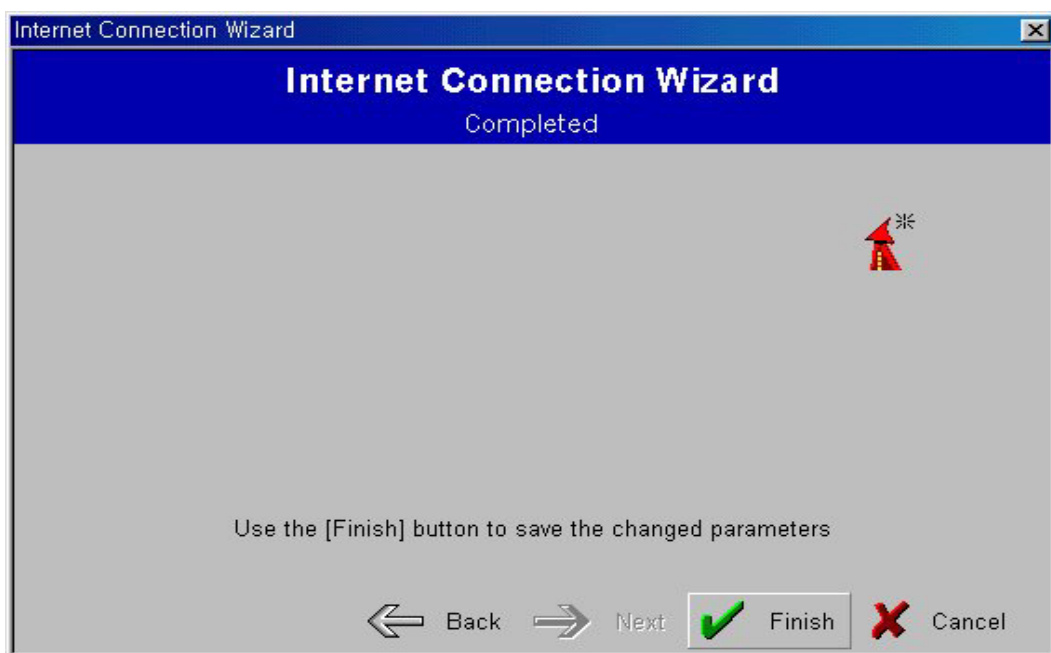 Internet Connection Wizard
Internet Connection Wizard
Completed
Use the [Finish] button to save the changed parameters
Back Next Finish Cancel